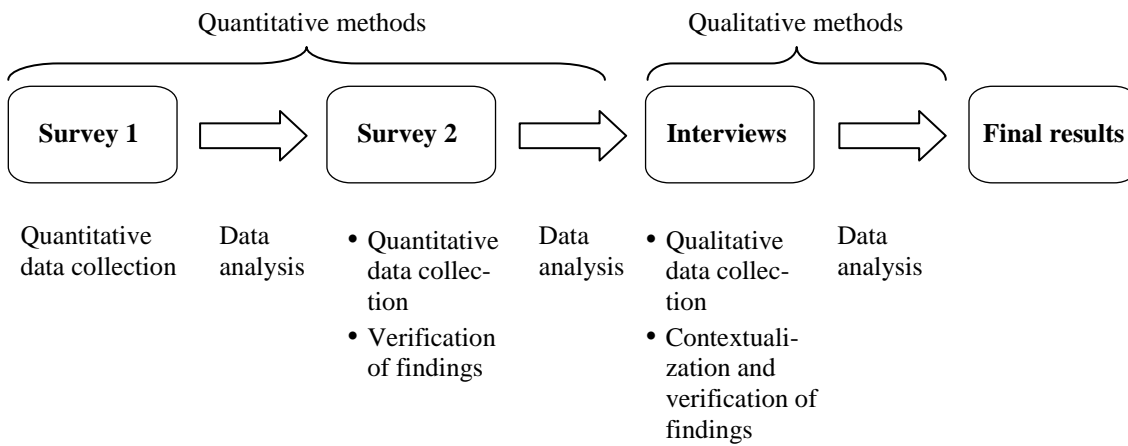 Quantitative methods
Qualitative methods
Survey 1
Survey 2
Interviews
Final results
Quantitative
data collection
Data
analysis
• Quantitative
data collec-
tion
• Verification
of findings
Data
analysis
• Qualitative
data collec-
tion
• Contextuali-
zation and
verification of
findings
Data
analysis